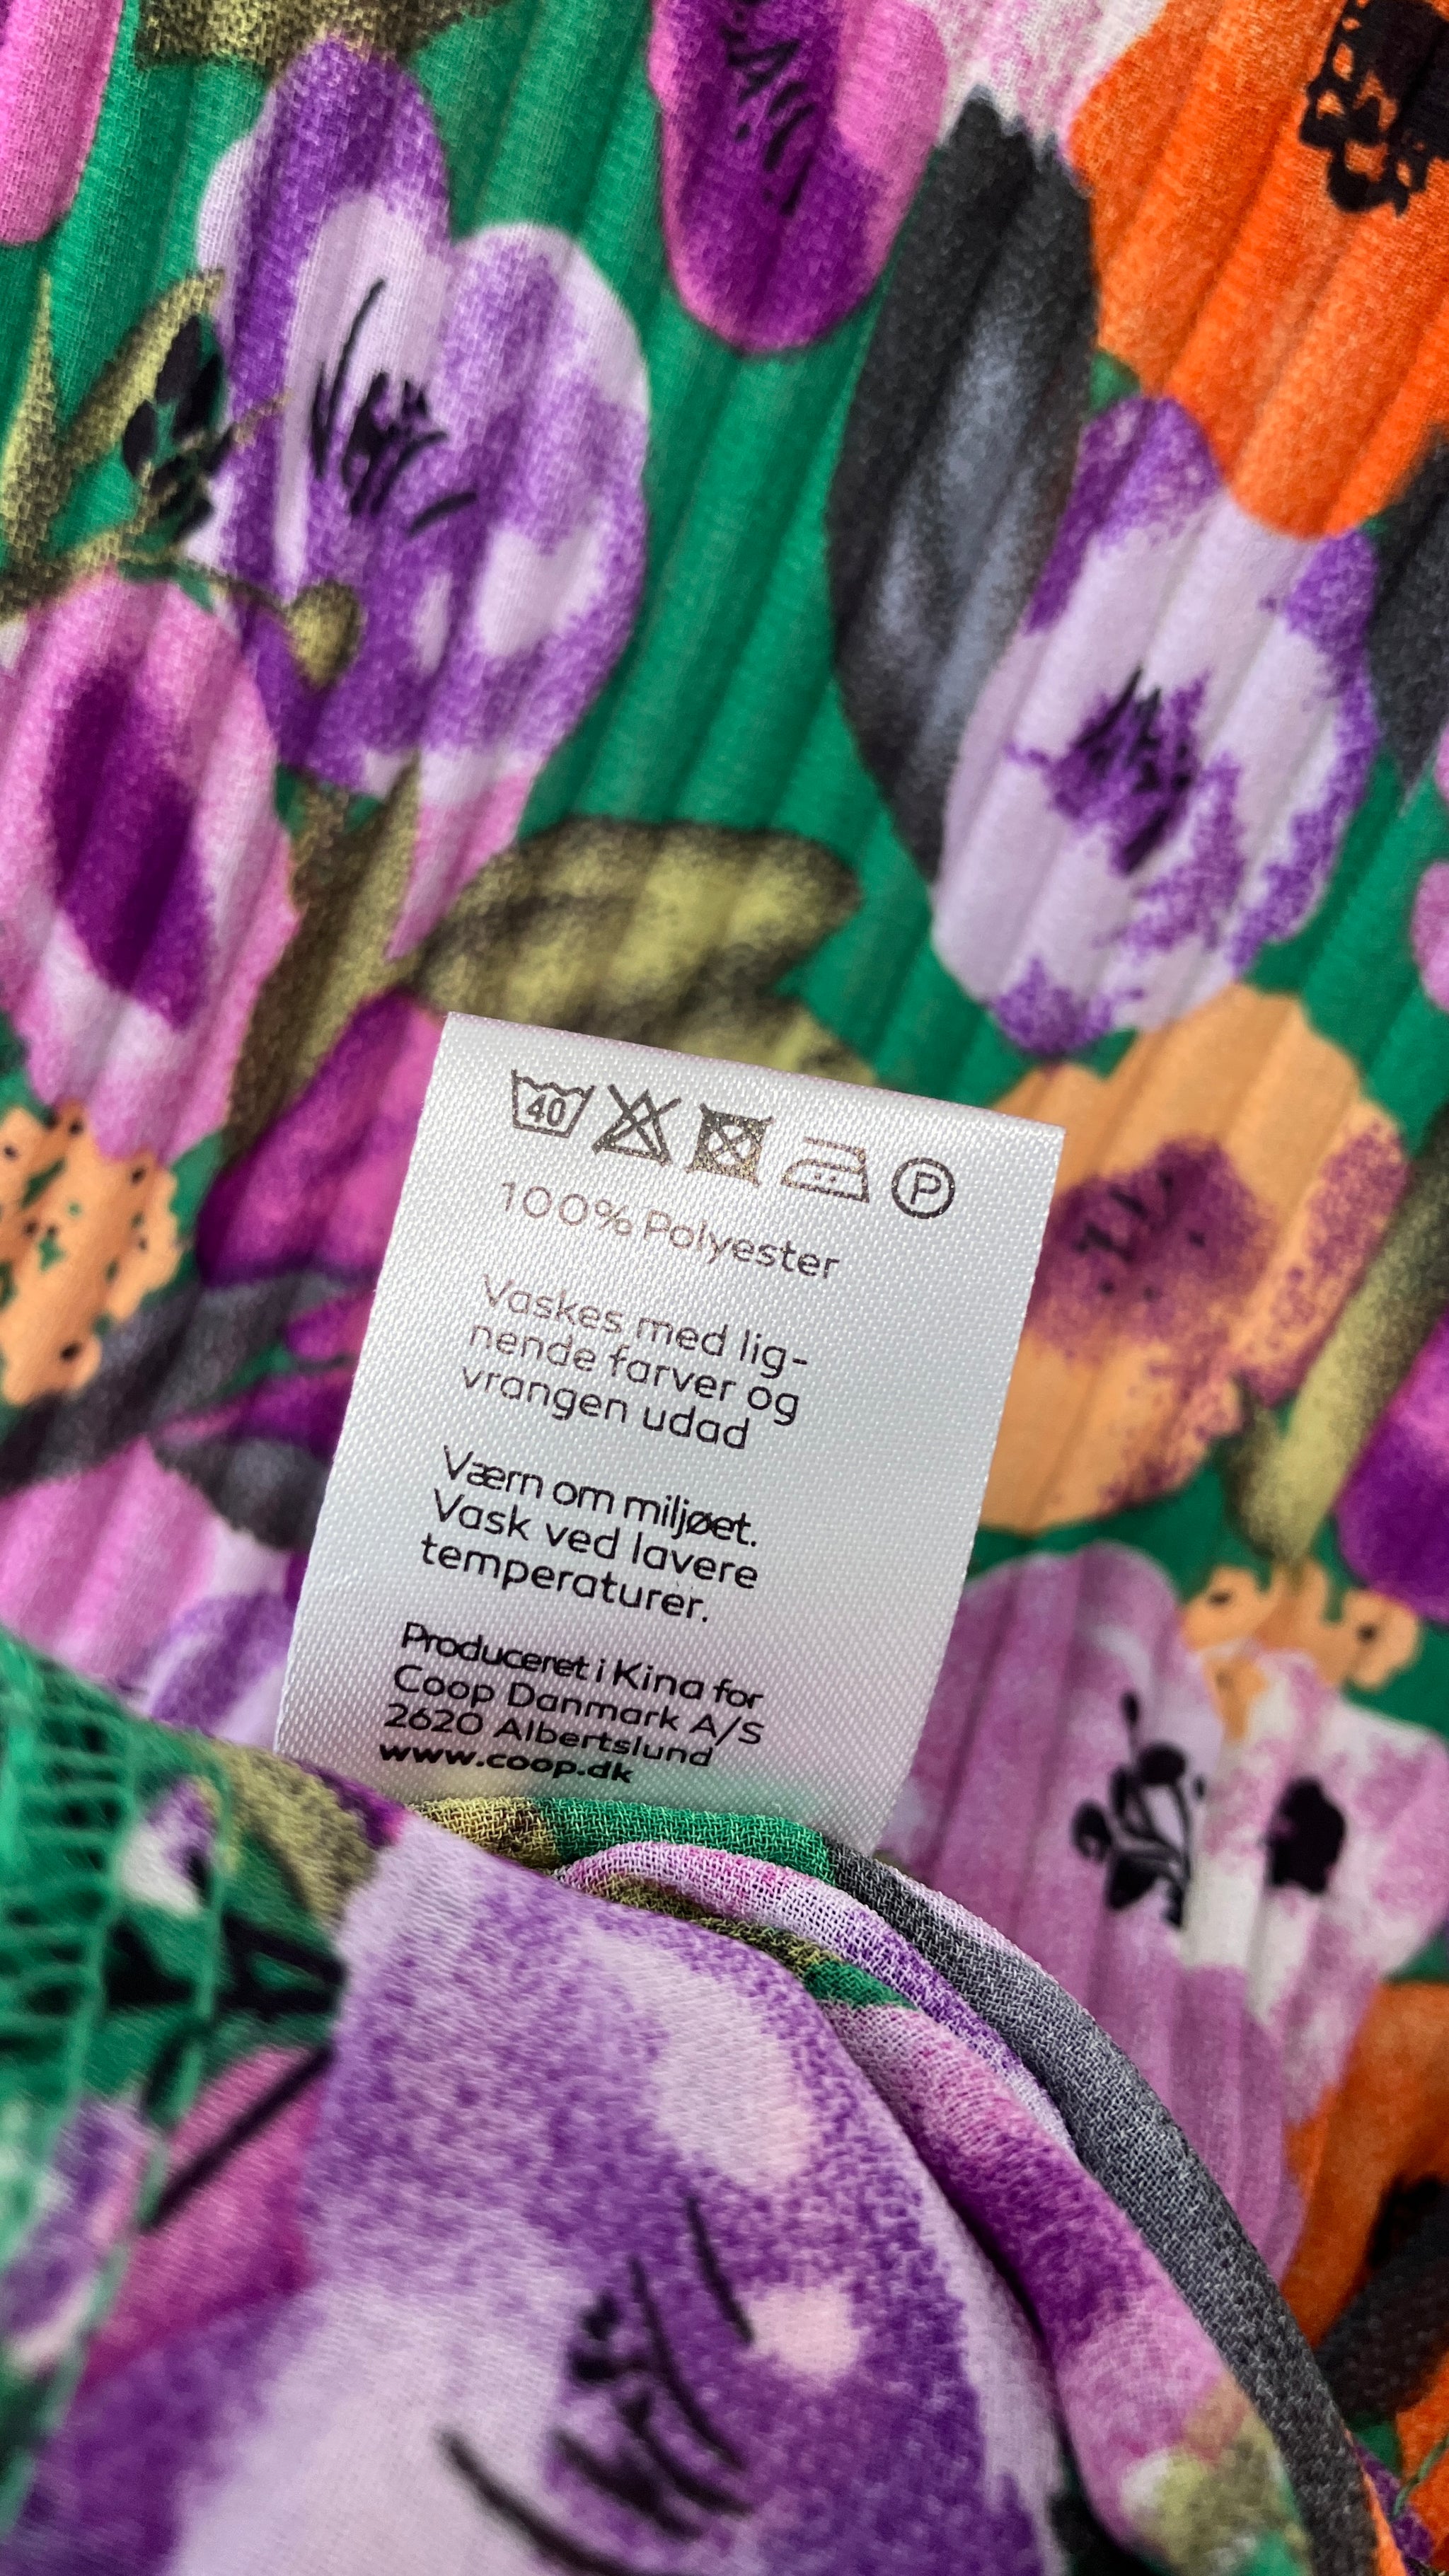 40 P
100% Polyester
Vaskes med lig-
nende farver og
vrangen udad
Værn om miljøet.
Vask ved lavere
temperaturer.
Produceret i Kina for
Coop Danmark A/S
2620 Albertslund
www.coop.dk